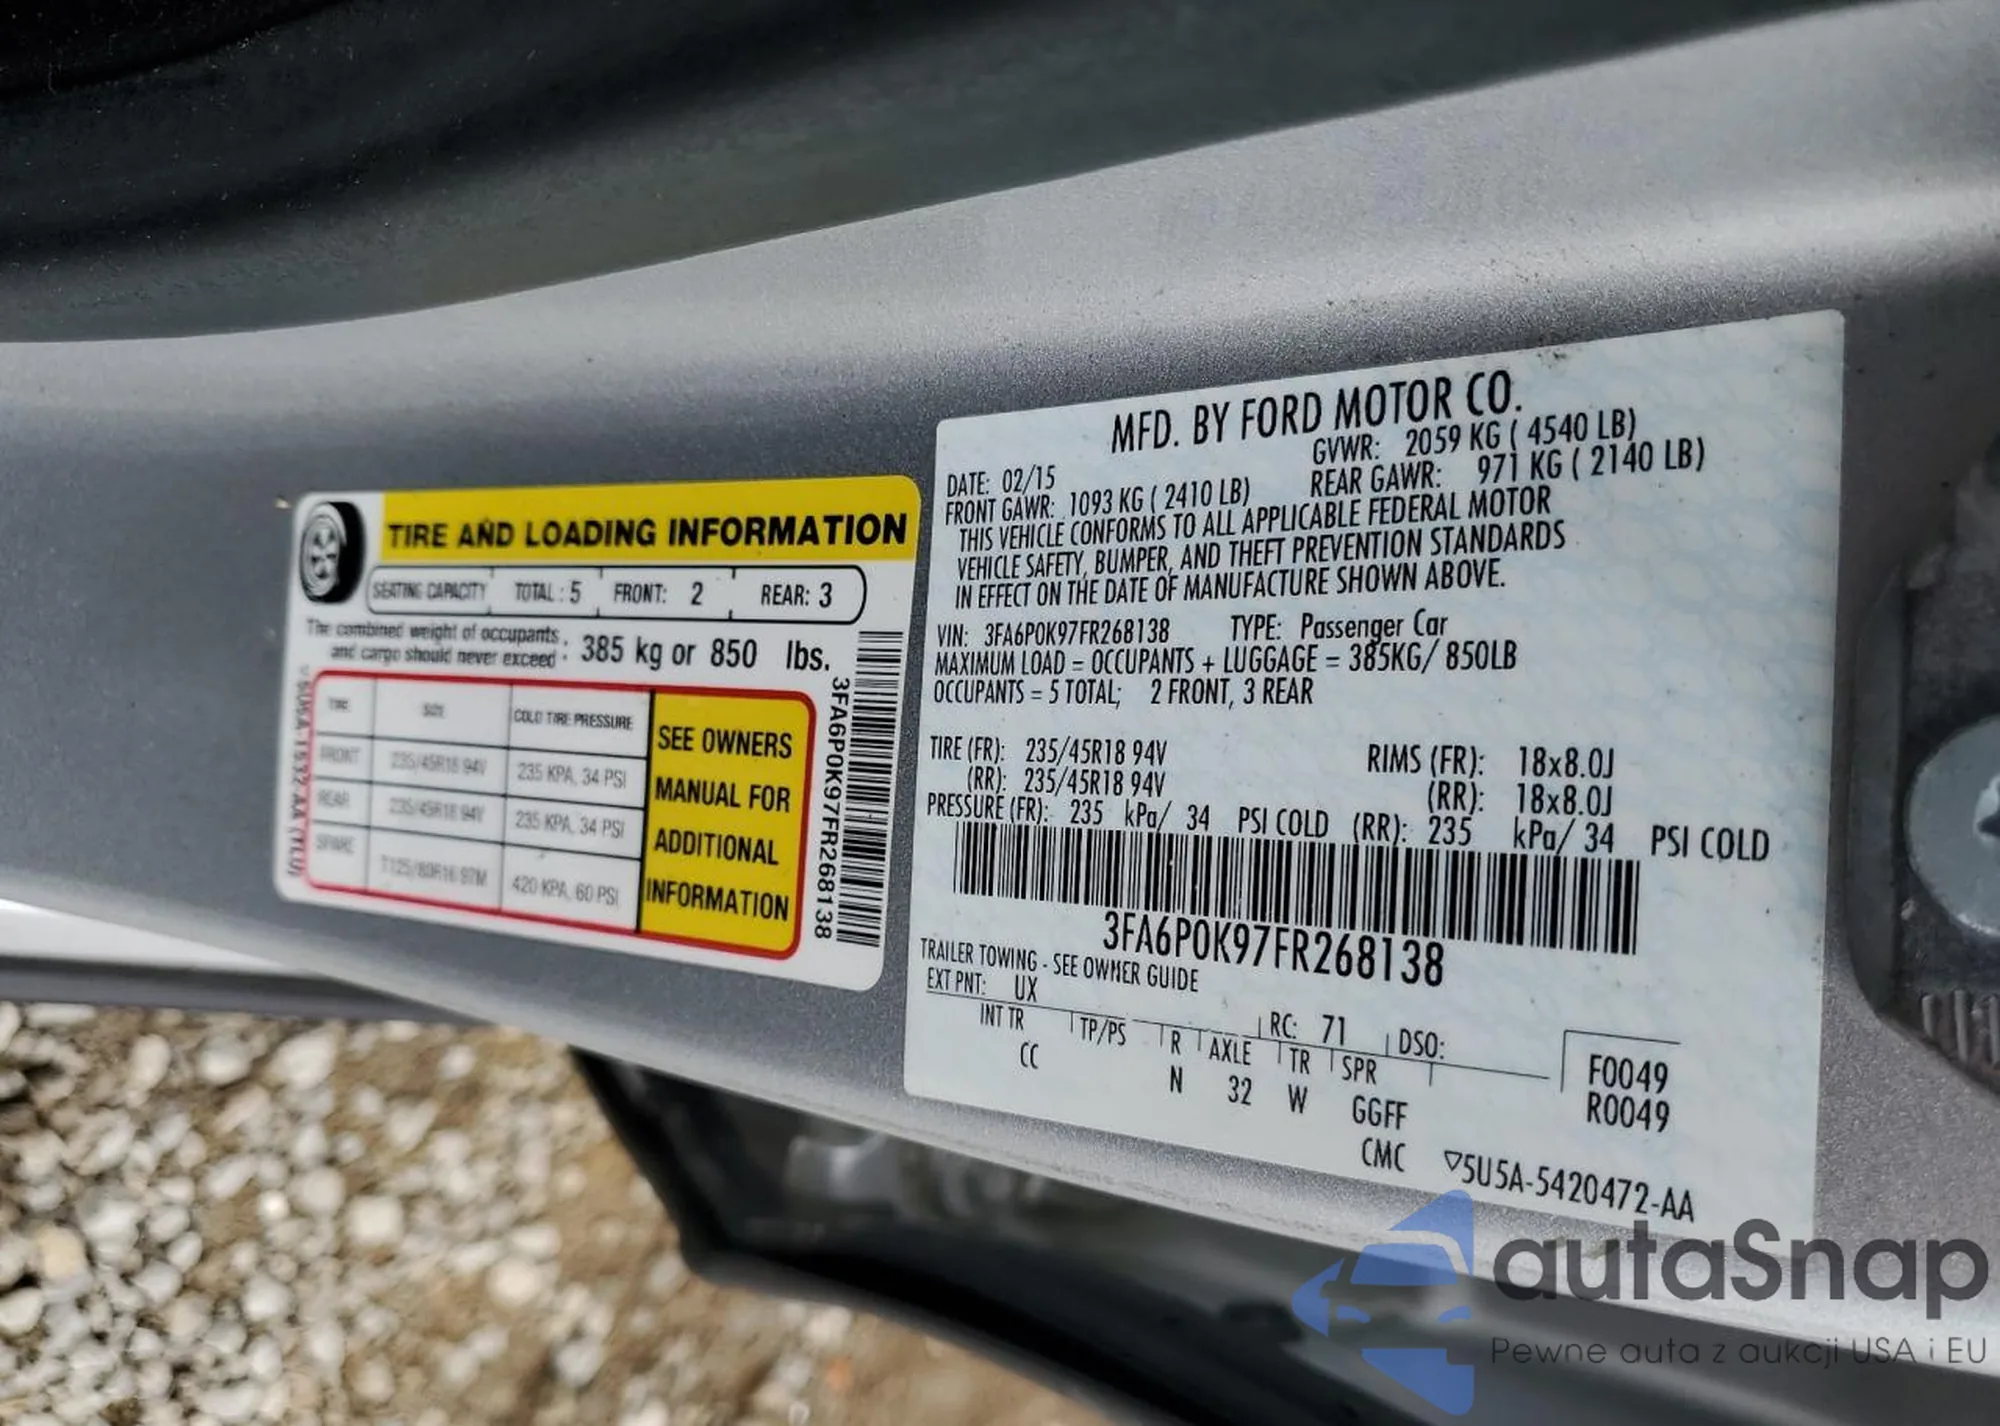 TIRE AND LOADING INFORMATION
SEATING CAPACITY TOTAL : 5 FRONT: 2 REAR: 3
The combined weight of occupants and cargo should never exceed : 385 kg or 850 lbs.
TIRE SIZE COLD TIRE PRESSURE
FRONT 235/45R18 94V 235 KPA, 34 PSI
REAR 235/45R18 94V 235 KPA, 34 PSI
SPARE T125/80R16 97M 420 KPA, 60 PSI
SEE OWNERS
MANUAL FOR
ADDITIONAL
INFORMATION
3FA6P0K97FR268138
MFD. BY FORD MOTOR CO.
DATE: 02/15 GVWR: 2059 KG ( 4540 LB)
FRONT GAWR: 1093 KG ( 2410 LB) REAR GAWR: 971 KG ( 2140 LB)
THIS VEHICLE CONFORMS TO ALL APPLICABLE FEDERAL MOTOR
VEHICLE SAFETY, BUMPER, AND THEFT PREVENTION STANDARDS
IN EFFECT ON THE DATE OF MANUFACTURE SHOWN ABOVE.
VIN: 3FA6P0K97FR268138 TYPE: Passenger Car
MAXIMUM LOAD = OCCUPANTS + LUGGAGE = 385KG/ 850LB
OCCUPANTS = 5 TOTAL; 2 FRONT, 3 REAR
TIRE (FR): 235/45R18 94V RIMS (FR): 18x8.0J
(RR): 235/45R18 94V (RR): 18x8.0J
PRESSURE (FR): 235 kPa/ 34 PSI COLD (RR): 235 kPa/ 34 PSI COLD
3FA6P0K97FR268138
TRAILER TOWING - SEE OWNER GUIDE
EXT PNT: UX RC: 71 DSO:
INT TR TP/PS R AXLE TR SPR F0049
CC N 32 W GGFF R0049
CMC ▽5U5A-5420472-AA
autaSnap
Pewne auta z aukcji USA i EU